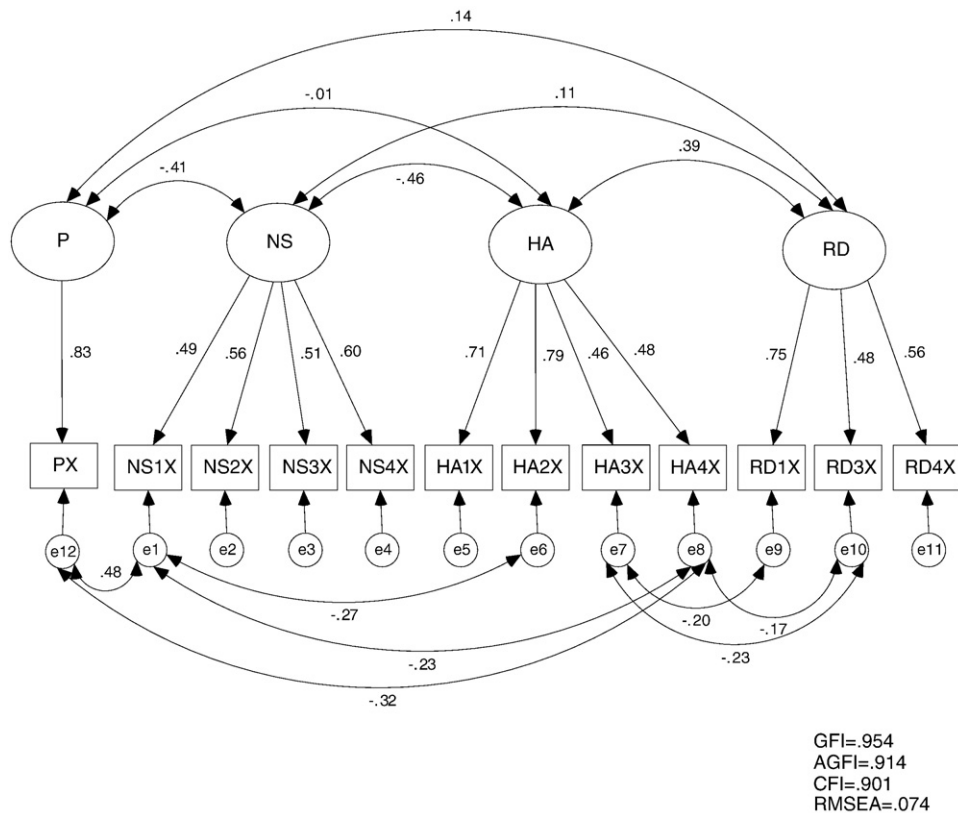 .14
-.01
.11
-.41
-.46
.39
P
NS
HA
RD
.83
.49
.56
.51
.60
.71
.79
.46
.48
.75
.48
.56
PX
NS1X
NS2X
NS3X
NS4X
HA1X
HA2X
HA3X
HA4X
RD1X
RD3X
RD4X
e12
e1
e2
e3
e4
e5
e6
e7
e8
e9
e10
e11
.48
-.27
-.20
-.17
-.23
-.23
-.32
GFI=.954
AGFI=.914
CFI=.901
RMSEA=.074